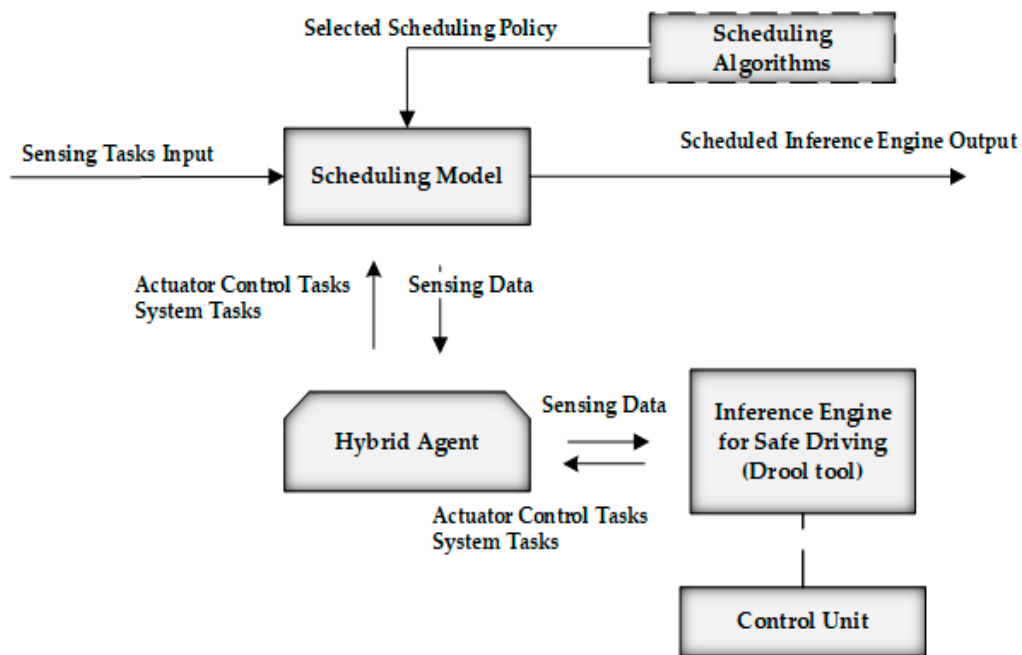 Selected Scheduling Policy
Scheduling
Algorithms
Sensing Tasks Input
Scheduling Model
Scheduled Inference Engine Output
Actuator Control Tasks
System Tasks
Sensing Data
Hybrid Agent
Sensing Data
Inference Engine
for Safe Driving
(Drool tool)
Actuator Control Tasks
System Tasks
Control Unit